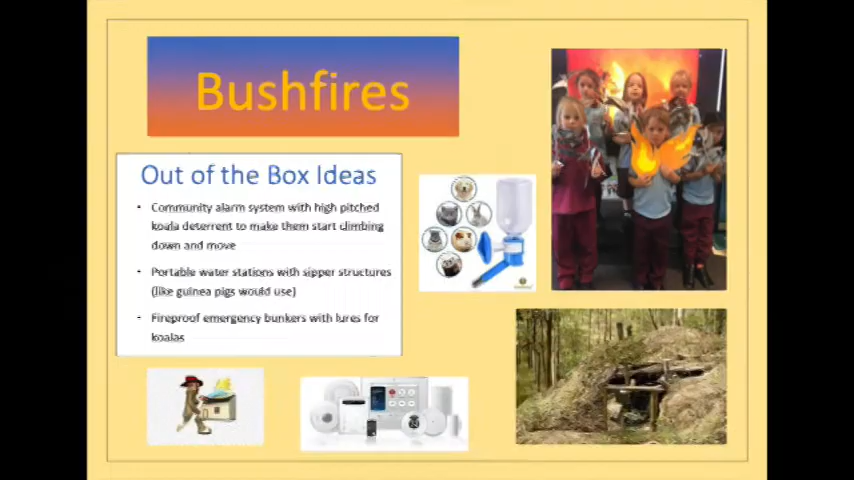 Bushfires
Out of the Box Ideas
• Community alarm system with high pitched
koala deterrent to make them start climbing
down and move
• Portable water stations with sipper structures
(like guinea pigs would use)
• Fireproof emergency bunkers with lures for
koalas